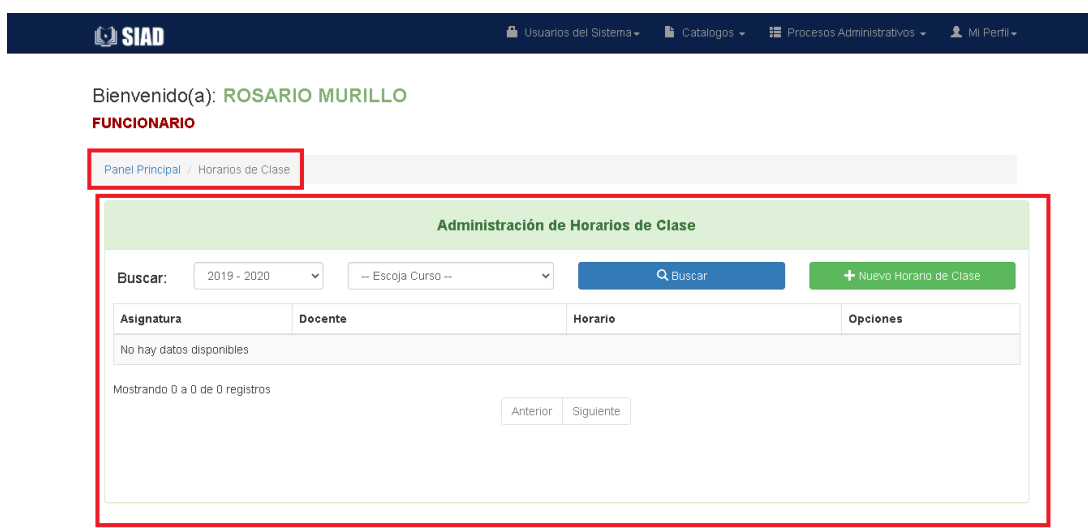 SIAD Usuarios del Sistema Catalogos Procesos Administrativos Mi Perfil
Bienvenido(a): ROSARIO MURILLO
FUNCIONARIO
Panel Principal / Horarios de Clase
Administración de Horarios de Clase
Buscar: 2019 - 2020 -- Escoja Curso -- Buscar + Nuevo Horario de Clase
Asignatura Docente Horario Opciones
No hay datos disponibles
Mostrando 0 a 0 de 0 registros
Anterior Siguiente